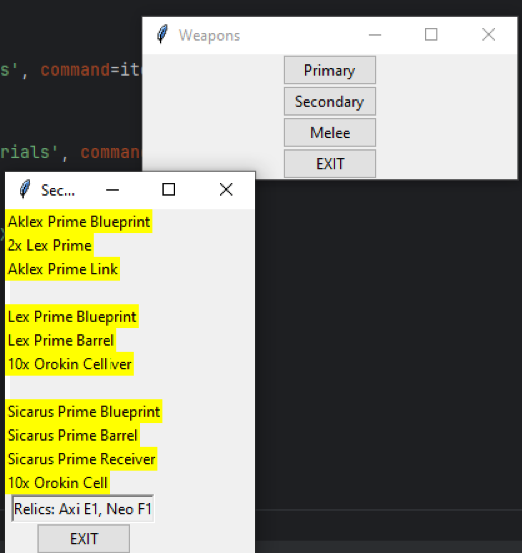 Weapons
s', command=ite
Primary
Secondary
Melee
rials', comman
EXIT
Sec...
Aklex Prime Blueprint
2x Lex Prime
Aklex Prime Link
Lex Prime Blueprint
Lex Prime Barrel
10x Orokin Cell ver
Sicarus Prime Blueprint
Sicarus Prime Barrel
Sicarus Prime Receiver
10x Orokin Cell
Relics: Axi E1, Neo F1
EXIT